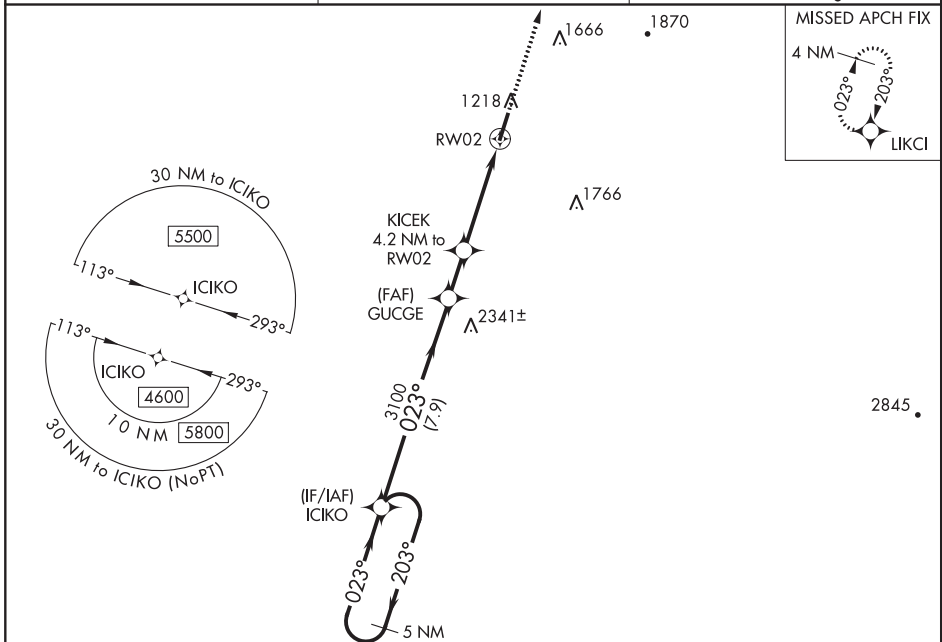 MISSED APCH FIX
4 NM
023°
203°
LIKCI
1666
1870
1218
RW02
1766
KICEK
4.2 NM to
RW02
(FAF)
GUCGE
2341±
30 NM to ICIKO
5500
113°
ICIKO
293°
113°
ICIKO
293°
4600
10 NM
5800
30 NM to ICIKO (NoPT)
3100
023°
(7.9)
2845
(IF/IAF)
ICIKO
023°
203°
5 NM